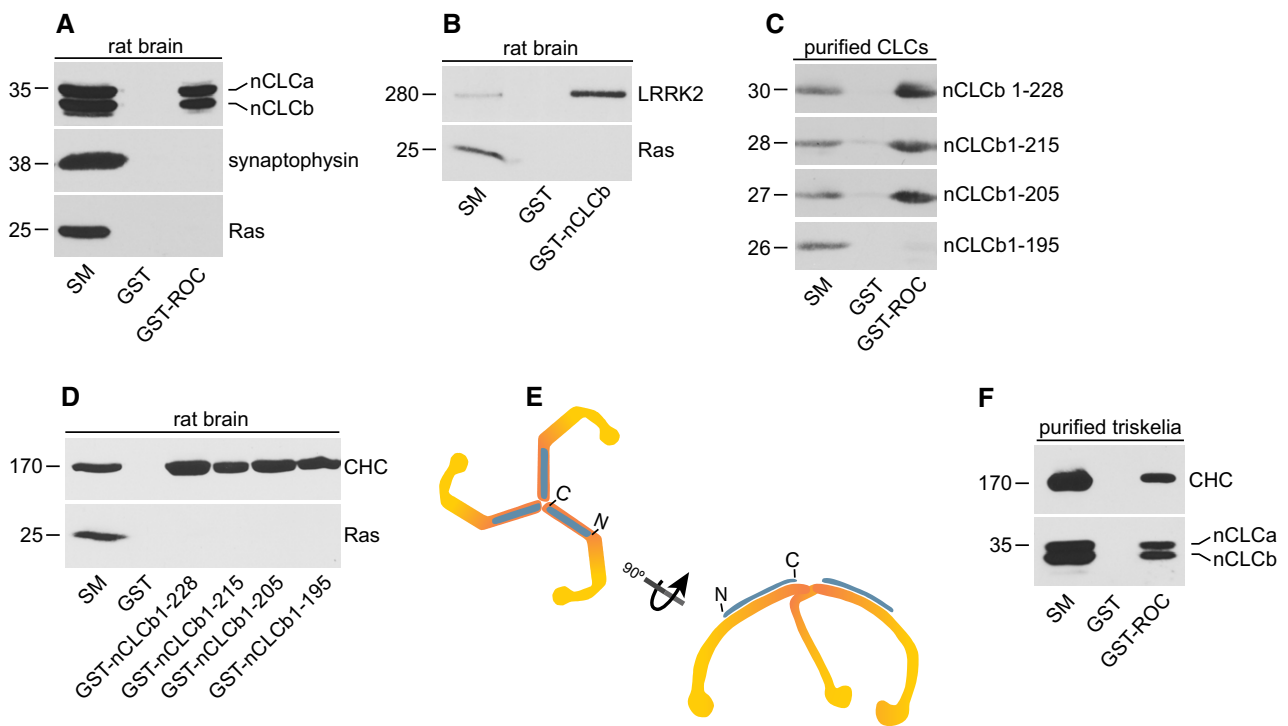 A
rat brain
35
nCLCa
nCLCb
38
synaptophysin
25
Ras
SM
GST
GST-ROC
B
rat brain
280
LRRK2
25
Ras
SM
GST
GST-nCLCb
C
purified CLCs
30
nCLCb 1-228
28
nCLCb1-215
27
nCLCb1-205
26
nCLCb1-195
SM
GST
GST-ROC
D
rat brain
170
CHC
25
Ras
SM
GST
GST-nCLCb1-228
GST-nCLCb1-215
GST-nCLCb1-205
GST-nCLCb1-195
E
C
N
90º
C
N
F
purified triskelia
170
CHC
35
nCLCa
nCLCb
SM
GST
GST-ROC